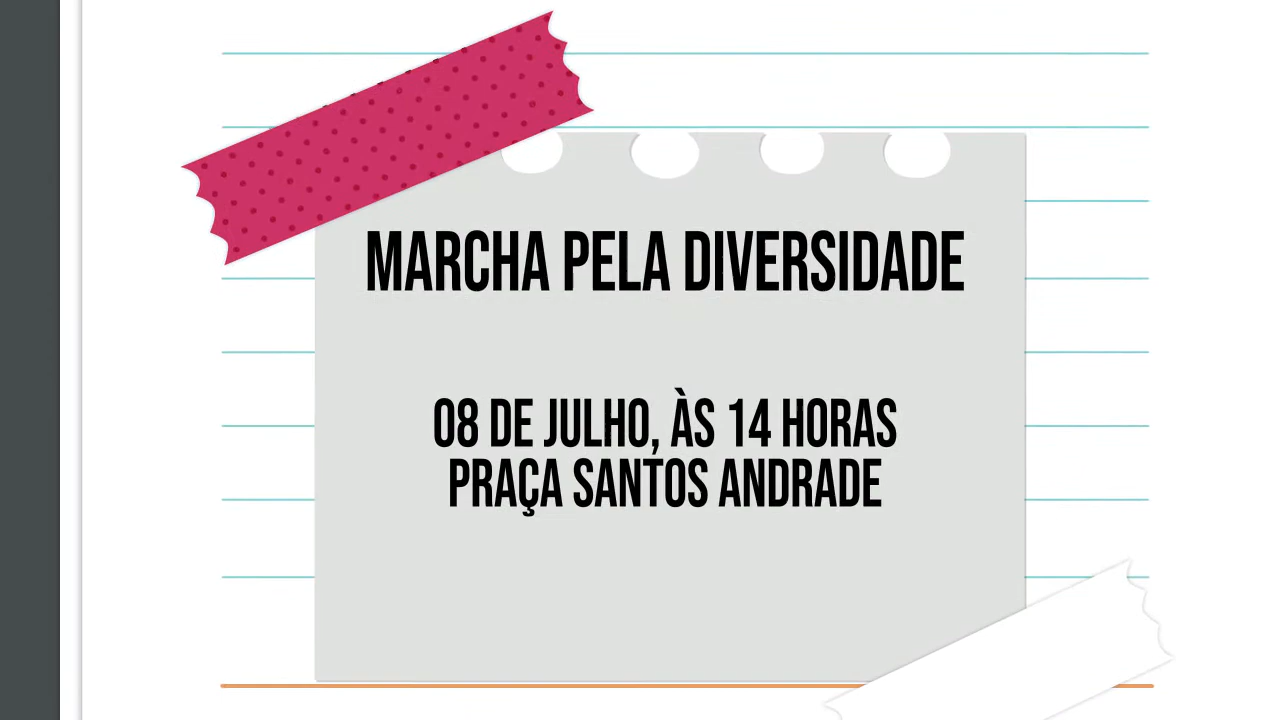 MARCHA PELA DIVERSIDADE
08 DE JULHO, ÀS 14 HORAS
PRAÇA SANTOS ANDRADE